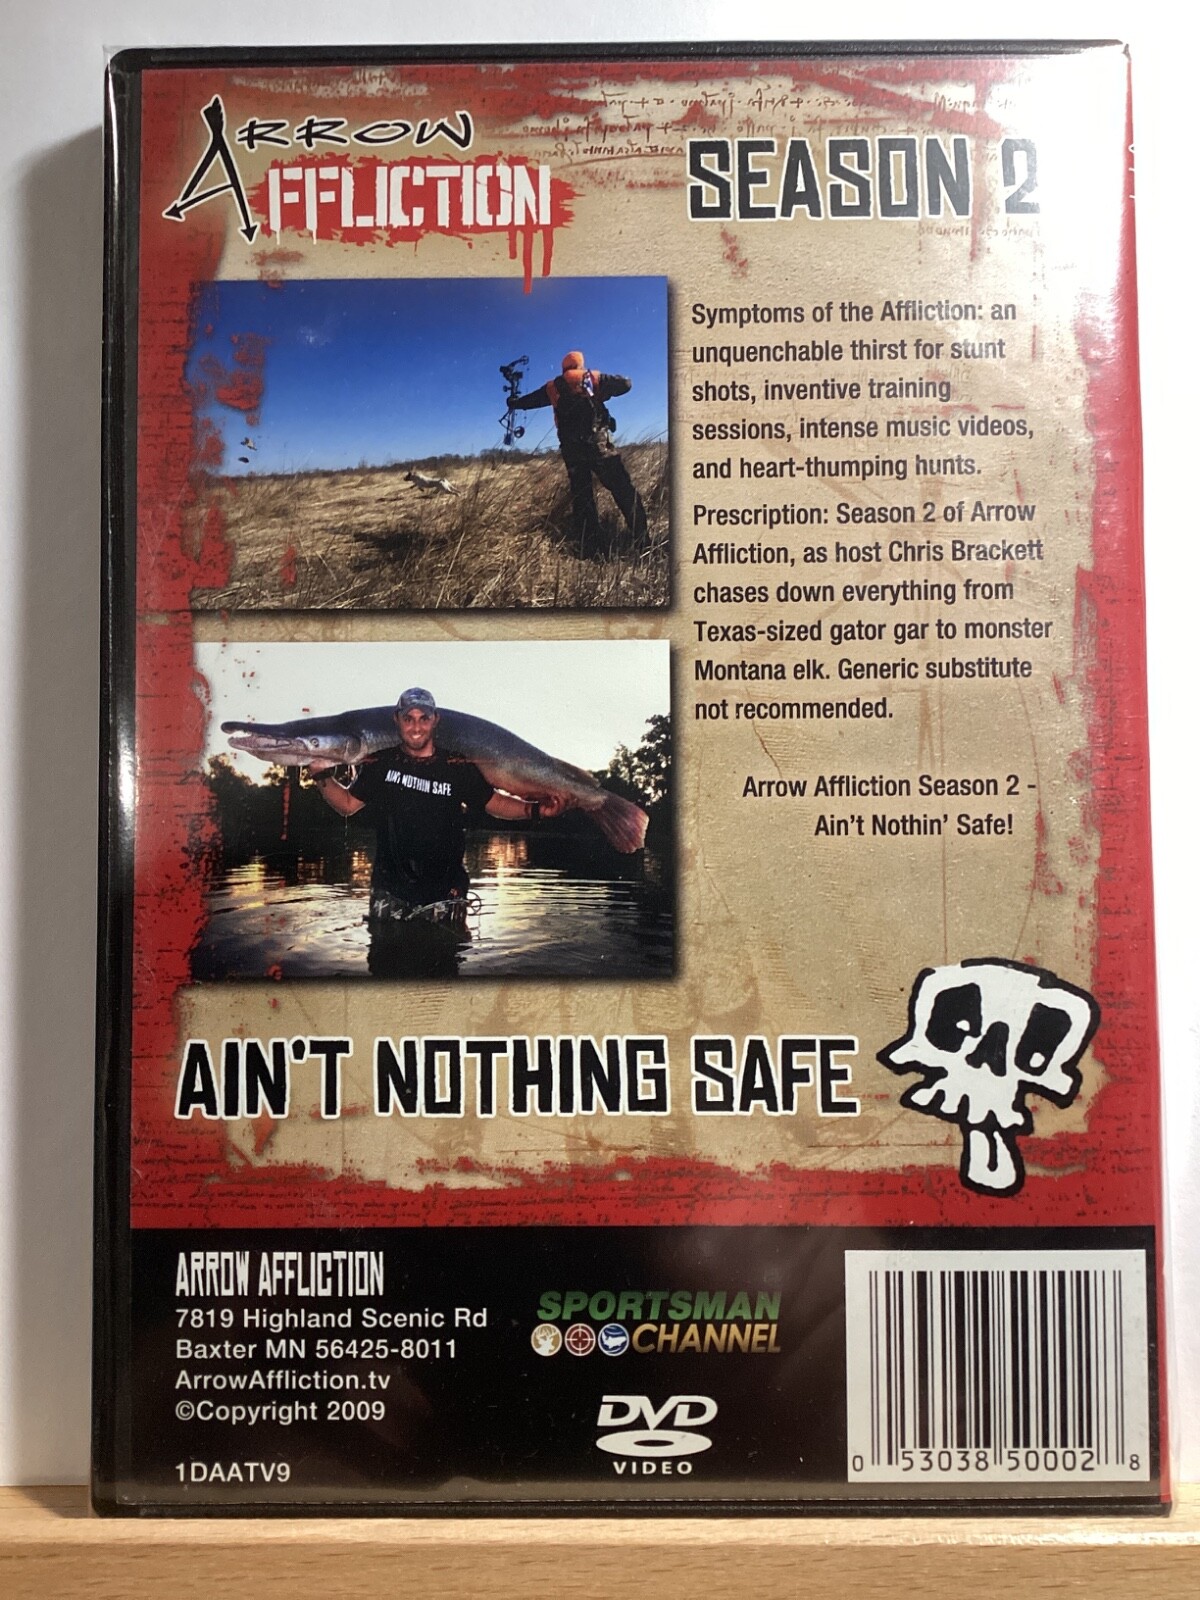 ARROW
AFFLICTION
SEASON 2
Symptoms of the Affliction: an
unquenchable thirst for stunt
shots, inventive training
sessions, intense music videos,
and heart-thumping hunts.
Prescription: Season 2 of Arrow
Affliction, as host Chris Brackett
chases down everything from
Texas-sized gator gar to monster
Montana elk. Generic substitute
not recommended.
Arrow Affliction Season 2 -
Ain't Nothin' Safe!
AIN'T NOTHIN SAFE
AIN'T NOTHING SAFE
ARROW AFFLICTION
7819 Highland Scenic Rd
Baxter MN 56425-8011
ArrowAffliction.tv
©Copyright 2009
1DAATV9
SPORTSMAN
CHANNEL
DVD
VIDEO
0 53038 50002 8